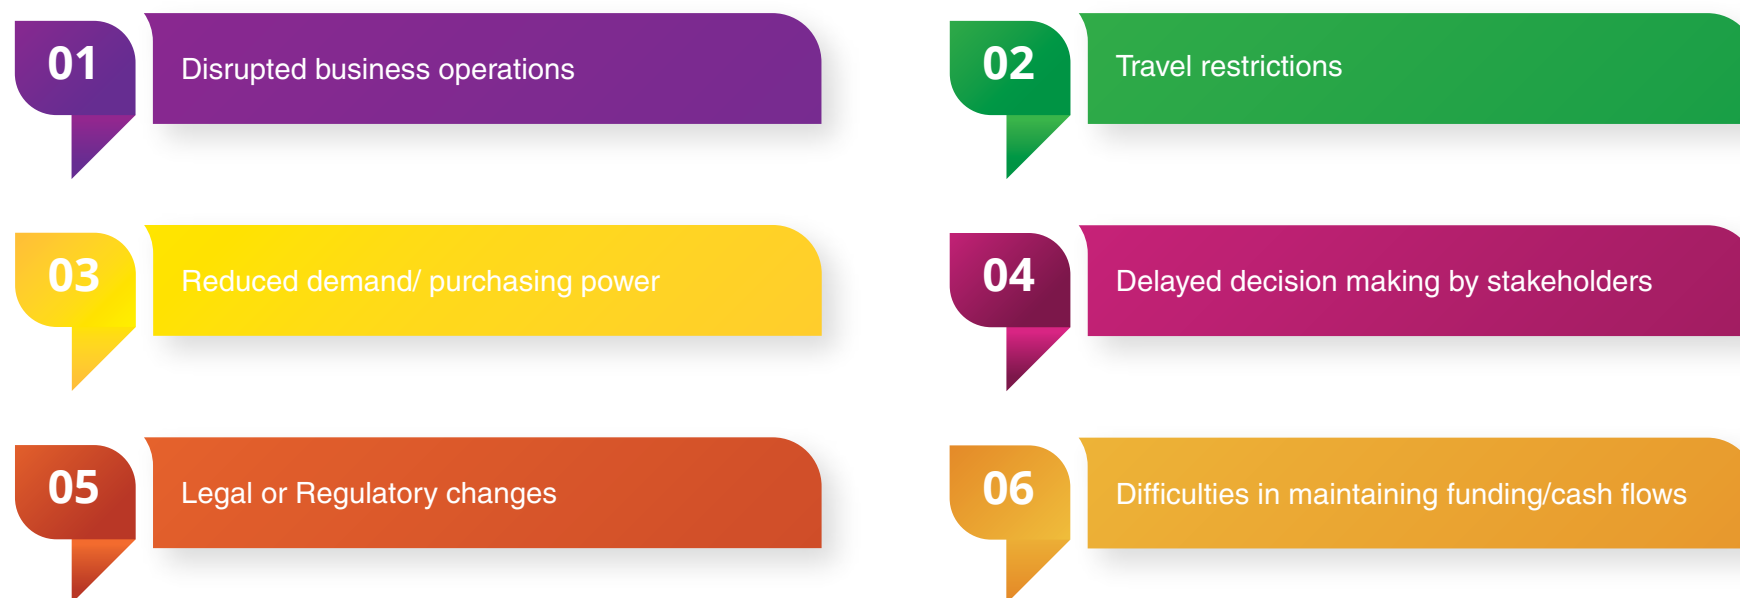 01
Disrupted business operations
02
Travel restrictions
03
Reduced demand/ purchasing power
04
Delayed decision making by stakeholders
05
Legal or Regulatory changes
06
Difficulties in maintaining funding/cash flows